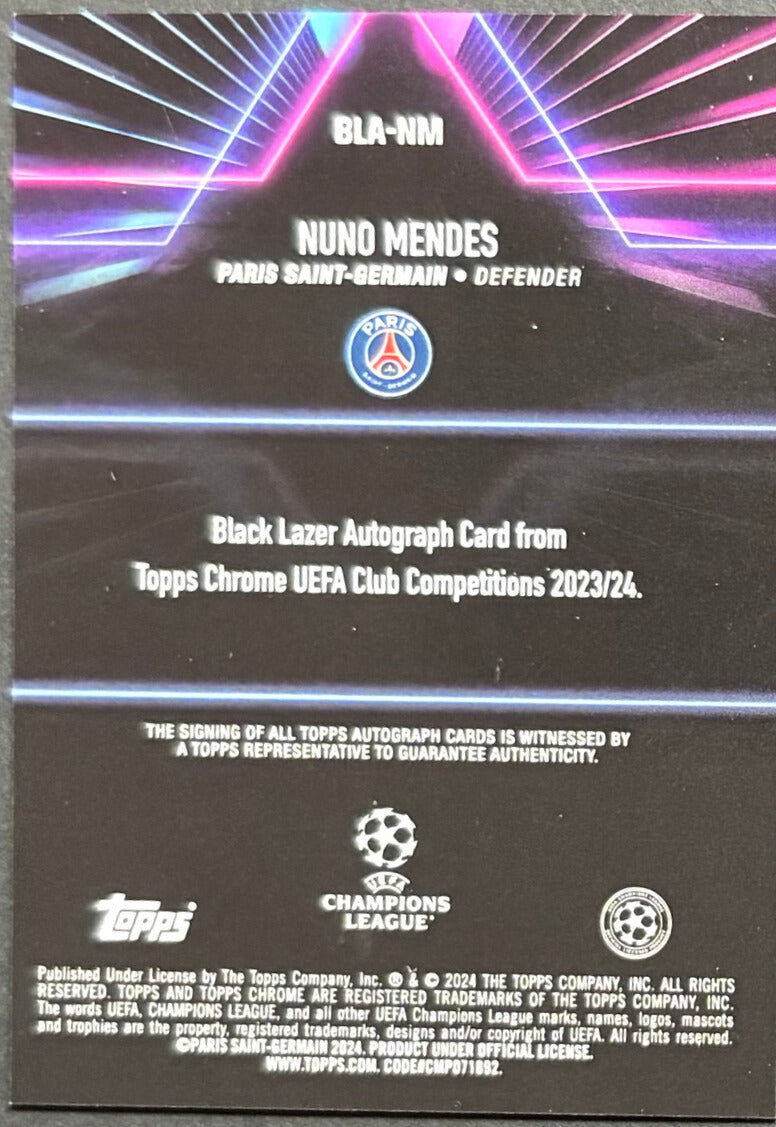 BLA-NM
NUNO MENDES
PARIS SAINT-GERMAIN • DEFENDER
PARIS
SAINT-GERMAIN
Black Lazer Autograph Card from
Topps Chrome UEFA Club Competitions 2023/24.
THE SIGNING OF ALL TOPPS AUTOGRAPH CARDS IS WITNESSED BY
A TOPPS REPRESENTATIVE TO GUARANTEE AUTHENTICITY.
UEFA
CHAMPIONS
LEAGUE®
Topps®
Published Under License by The Topps Company, Inc. ® & © 2024 THE TOPPS COMPANY, INC. ALL RIGHTS
RESERVED. TOPPS AND TOPPS CHROME ARE REGISTERED TRADEMARKS OF THE TOPPS COMPANY, INC.
The words UEFA, CHAMPIONS LEAGUE, and all other UEFA Champions League marks, names, logos, mascots
and trophies are the property, registered trademarks, designs and/or copyright of UEFA. All rights reserved.
©PARIS SAINT-GERMAIN 2024. PRODUCT UNDER OFFICIAL LICENSE.
WWW.TOPPS.COM. CODE#CMP071892.